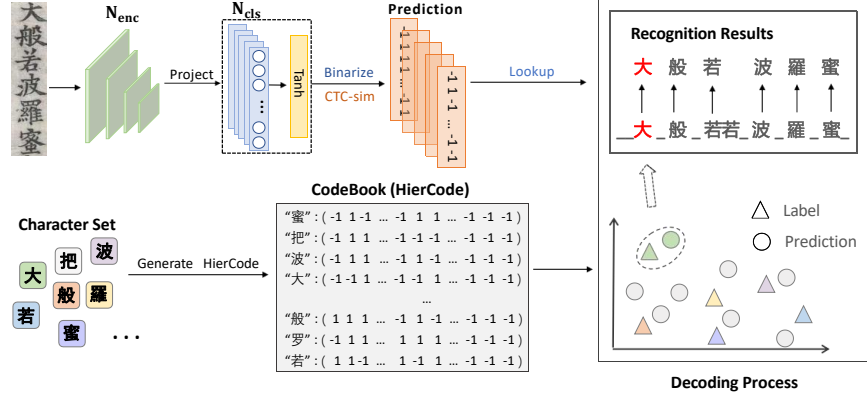 大般若波羅蜜
N_enc
Project
N_cls
Tanh
Binarize
CTC-sim
Prediction
-1 1 -1 ... -1 -1
Lookup
Recognition Results
大 般 若 波 羅 蜜
__大_般_若若_波_羅_蜜_
Character Set
大 把 波
般 羅
若 蜜 ...
Generate HierCode
CodeBook (HierCode)
“蜜” : ( -1 1 -1 ... -1 1 1 ... -1 -1 -1 )
“把” : ( -1 1 1 ... -1 -1 -1 ... -1 -1 -1 )
“波” : ( -1 1 1 ... -1 -1 1 ... -1 -1 -1 )
“大” : ( -1 -1 1 ... -1 -1 1 ... -1 -1 -1 )
...
“般” : ( 1 1 1 ... -1 1 -1 ... -1 -1 -1 )
“罗” : ( -1 1 1 ... 1 -1 1 ... -1 -1 -1 )
“若” : ( 1 1 -1 ... 1 1 -1 ... -1 -1 -1 )
Label
Prediction
Decoding Process